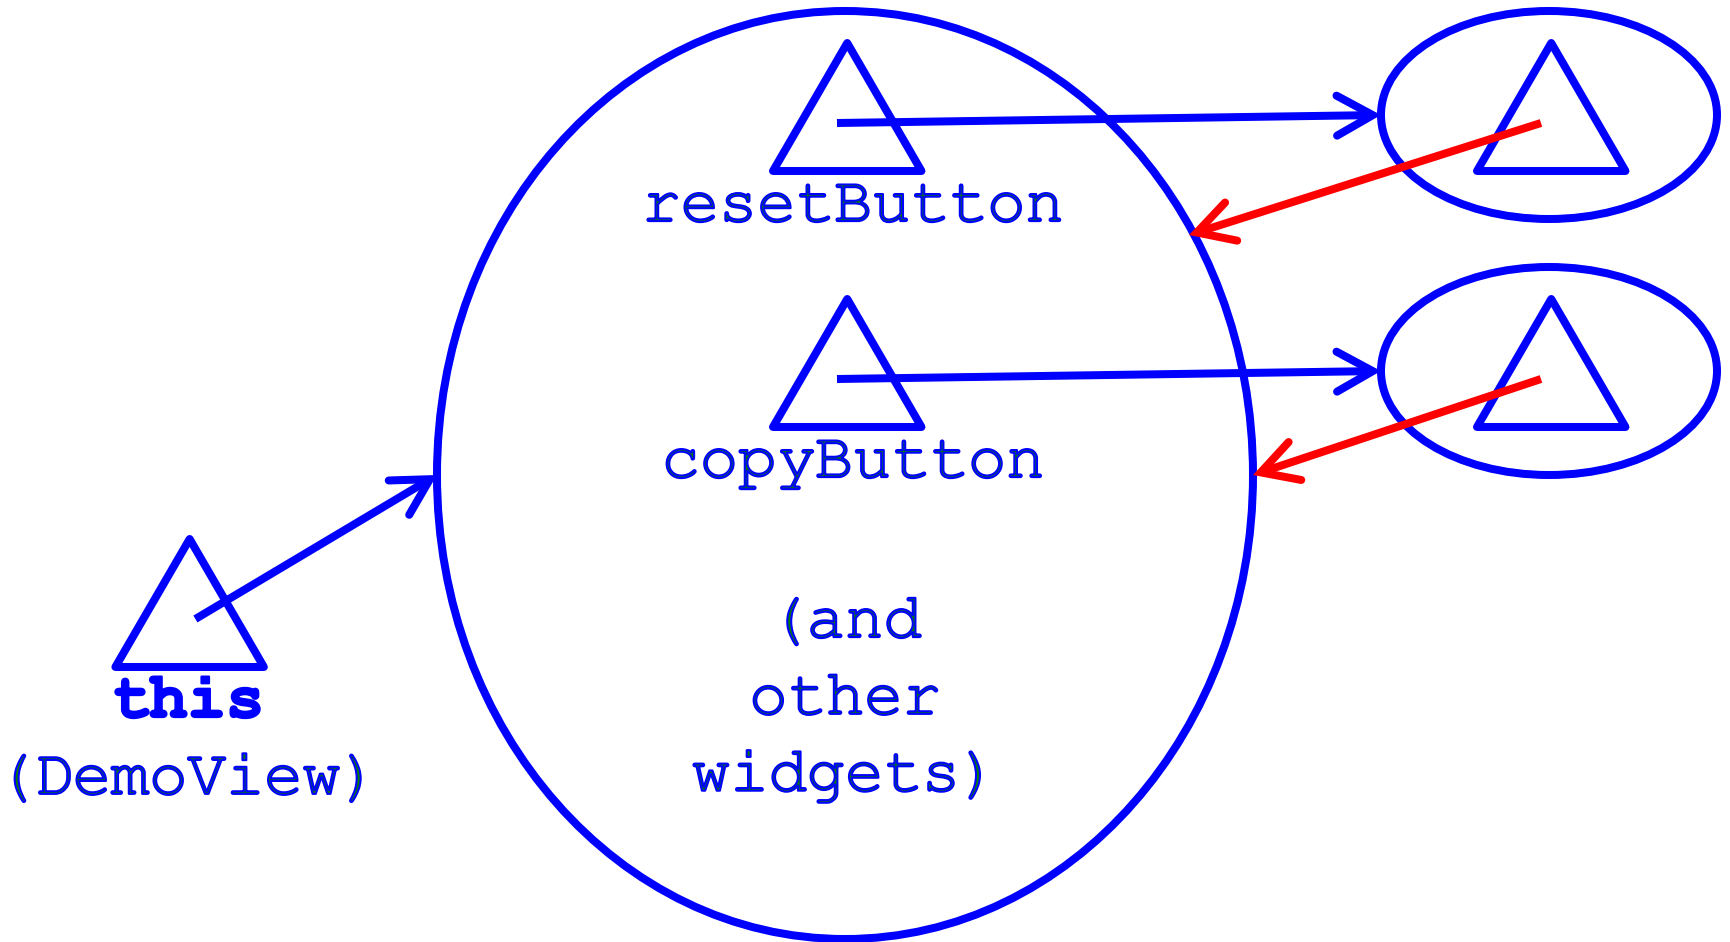 resetButton
copyButton
(and
other
widgets)
this
(DemoView)